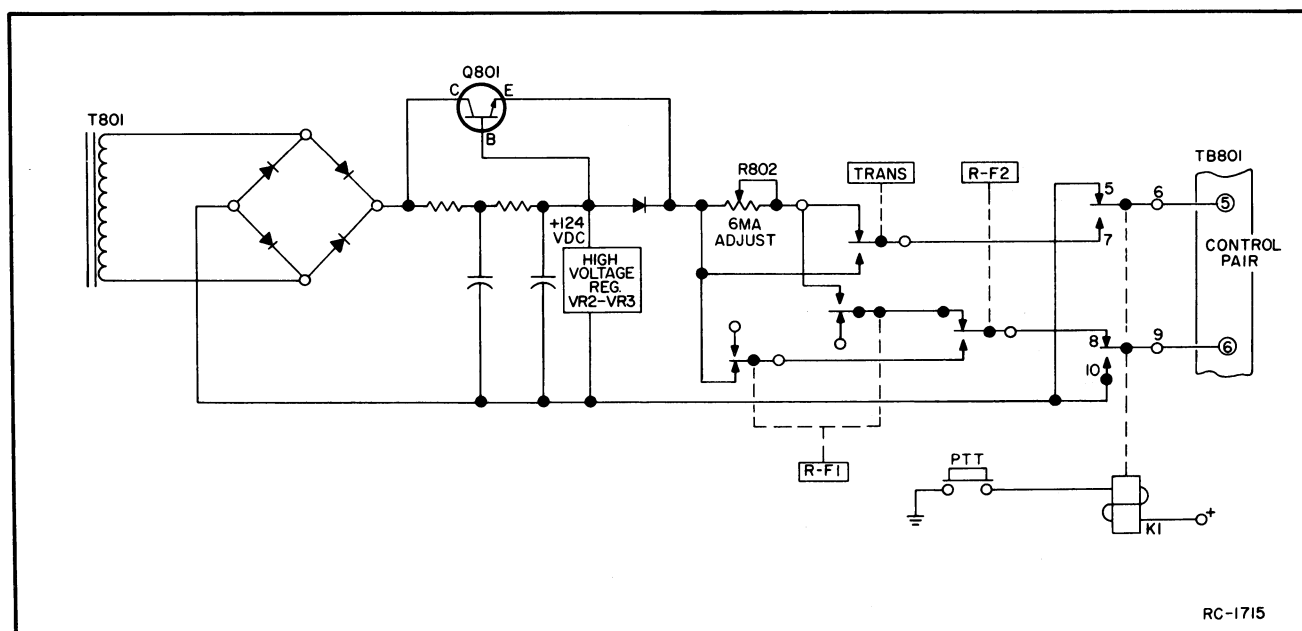 Q801
C
E
B
T801
+124
VDC
HIGH
VOLTAGE
REG.
VR2-VR3
R802
6MA
ADJUST
TRANS
R-F2
R-F1
5
6
7
8
9
10
TB801
5
CONTROL
PAIR
6
PTT
K1
+
RC-1715